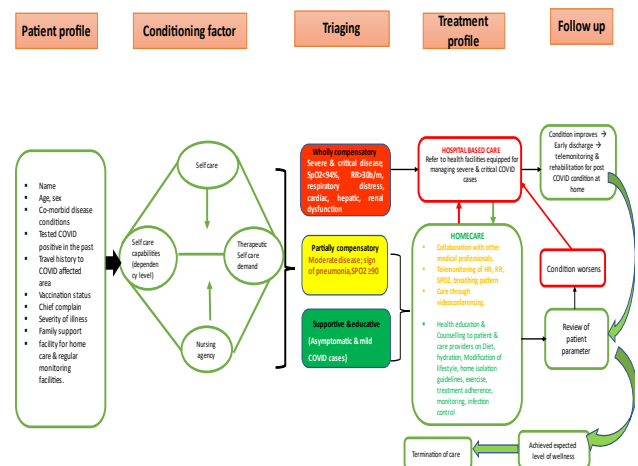 Patient profile
Conditioning factor
Triaging
Treatment
profile
Follow up
Name
Age, sex
Co-morbid disease
conditions
Tested COVID
positive in the past
Travel history to
COVID affected
area
Vaccination status
Chief complain
Severity of illness
Family support
facility for home
care & regular
monitoring
facilities.
Self care
Self care
capabilities
(dependen
cy level)
Therapeutic
Self care
demand
Nursing
agency
Wholly compensatory
Severe & critical disease;
SpO2<94%, RR>30b/m,
respiratory distress,
cardiac, hepatic, renal
dysfunction
Partially compensatory
Moderate disease; sign
of pneumonia,SPO2 ≥90
Supportive & educative
(Asymptomatic & mild
COVID cases)
HOSPITAL BASED CARE
Refer to health facilities equipped for
managing severe & critical COVID
cases
HOMECARE
Collaboration with other
medical professionals.
Telemonitoring of HR, RR,
SPO2, breathing pattern
Care through
videoconferencing.
Health education &
Counselling to patient &
care providers on Diet,
hydration, Modification of
lifestyle, home isolation
guidelines, exercise,
treatment adherence,
monitoring, infection
control
Condition improves →
Early discharge →
telemonitoring &
rehabilitation for post
COVID condition at
home
Condition worsens
Review of
patient
parameter
Achieved expected
level of wellness
Termination of care